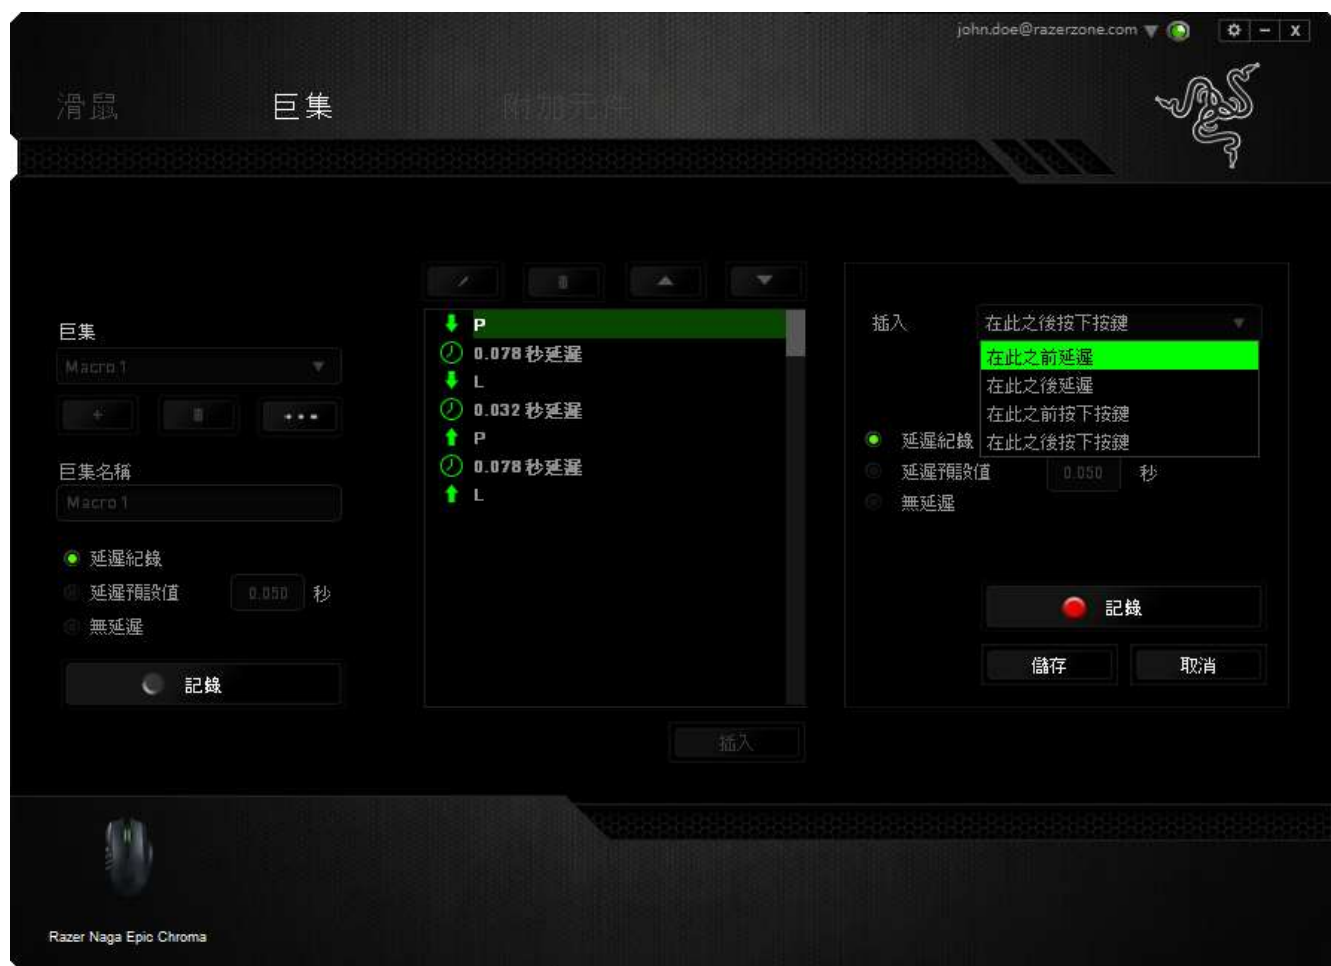 john.doe@razerzone.com
滑鼠
巨集
附加元件
巨集
Macro 1
巨集名稱
Macro 1
延遲紀錄
延遲預設值 0.050 秒
無延遲
記錄
P
0.078 秒延遲
L
0.032 秒延遲
P
0.078 秒延遲
L
插入
插入 在此之後按下按鍵
在此之前延遲
在此之後延遲
在此之前按下按鍵
在此之後按下按鍵
延遲紀錄
延遲預設值 0.050 秒
無延遲
記錄
儲存
取消
Razer Naga Epic Chroma